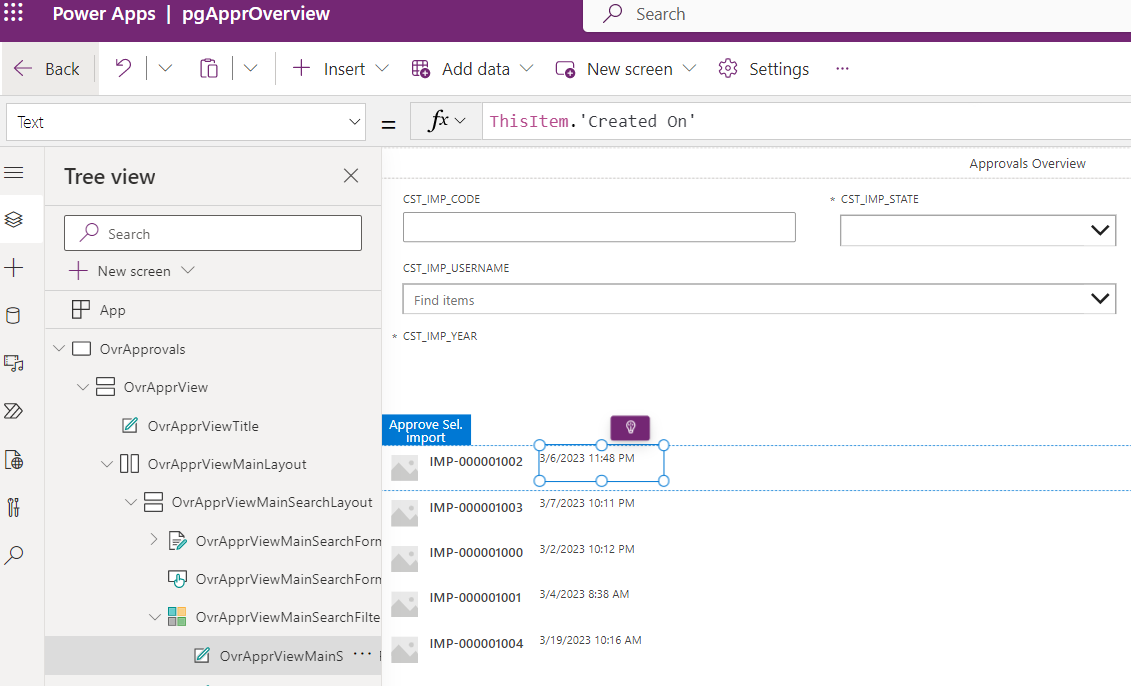 Power Apps | pgApprOverview
Search
Back
Insert
Add data
New screen
Settings
...
Text
=
fx
ThisItem.'Created On'
Tree view
Search
New screen
App
OvrApprovals
OvrApprView
OvrApprViewTitle
OvrApprViewMainLayout
OvrApprViewMainSearchLayout
OvrApprViewMainSearchForm
OvrApprViewMainSearchForm
OvrApprViewMainSearchFilte
OvrApprViewMainS ...
Approvals Overview
CST_IMP_CODE
* CST_IMP_STATE
CST_IMP_USERNAME
Find items
* CST_IMP_YEAR
Approve Sel.
import
IMP-000001002 3/6/2023 11:48 PM
IMP-000001003 3/7/2023 10:11 PM
IMP-000001000 3/2/2023 10:12 PM
IMP-000001001 3/4/2023 8:38 AM
IMP-000001004 3/19/2023 10:16 AM